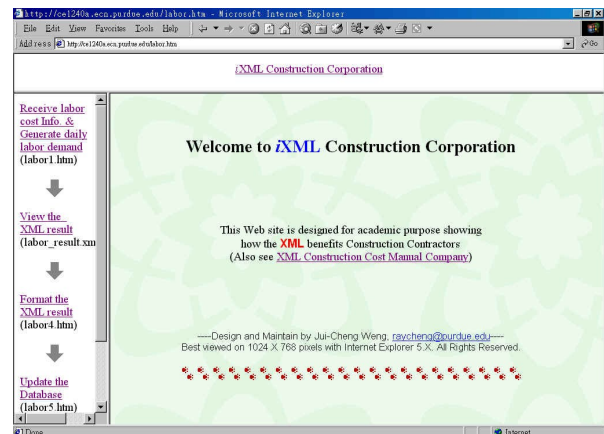 http://ce1240a.ecn.purdue.edu/labor.htm - Microsoft Internet Explorer
File Edit View Favorites Tools Help
Address http://ce1240a.ecn.purdue.edu/labor.htm Go
iXML Construction Corporation
Receive labor
cost Info. &
Generate daily
labor demand
(labor1.htm)
View the
XML result
(labor_result.xm
Format the
XML result
(labor4.htm)
Update the
Database
(labor5.htm)
Welcome to iXML Construction Corporation
This Web site is designed for academic purpose showing
how the XML benefits Construction Contractors
(Also see XML Construction Cost Manual Company)
----Design and Maintain by Jui-Cheng Weng, raycheng@purdue.edu----
Best viewed on 1024 X 768 pixels with Internet Explorer 5.X. All Rights Reserved.
Done Internet